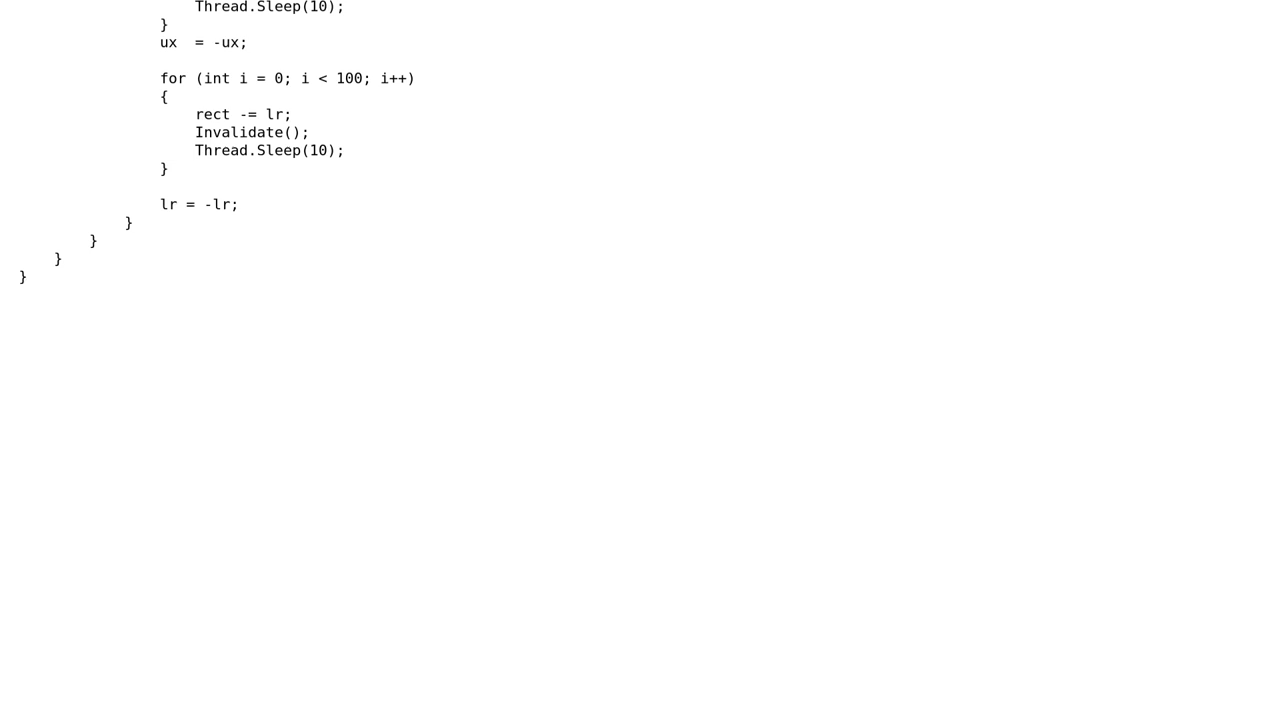 Thread.Sleep(10);
                }
                ux  = -ux;

                for (int i = 0; i < 100; i++)
                {
                    rect -= lr;
                    Invalidate();
                    Thread.Sleep(10);
                }

                lr = -lr;
            }
        }
    }
}